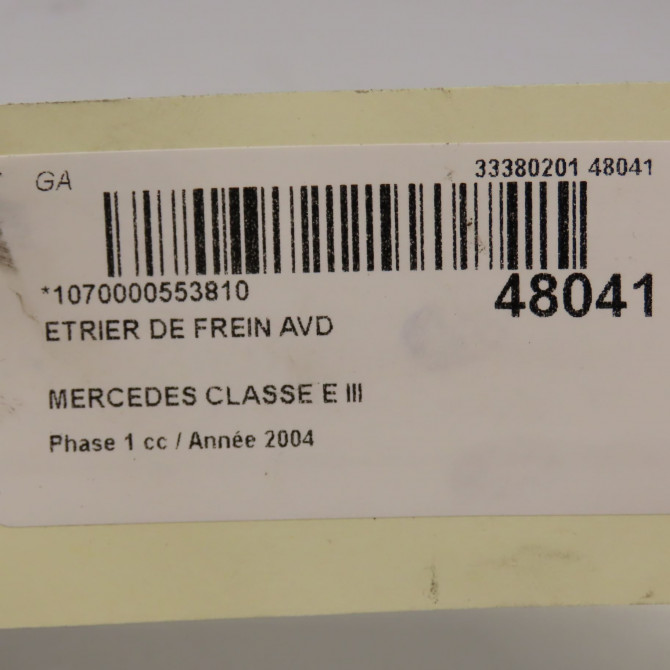 GA
33380201 48041
*1070000553810
48041
ETRIER DE FREIN AVD
MERCEDES CLASSE E III
Phase 1 cc / Année 2004